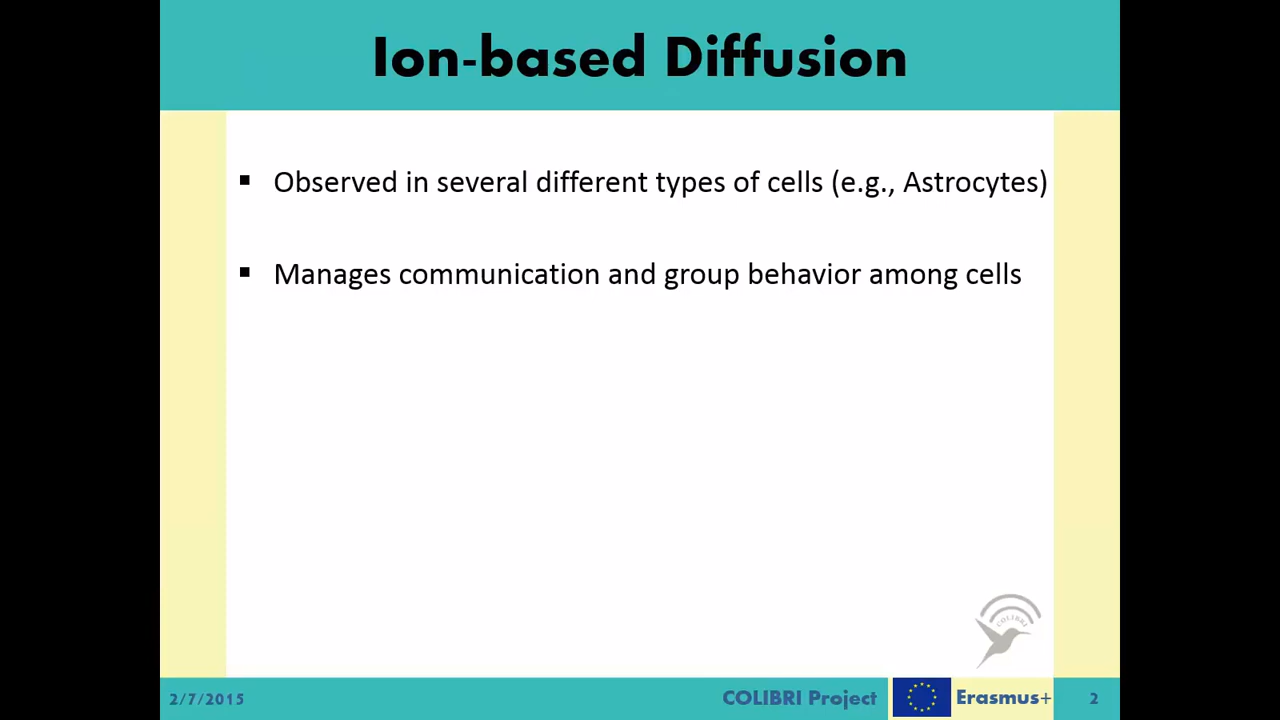 Ion-based Diffusion
▪ Observed in several different types of cells (e.g., Astrocytes)
▪ Manages communication and group behavior among cells
COLIBRI
2/7/2015
COLIBRI Project
Erasmus+
2